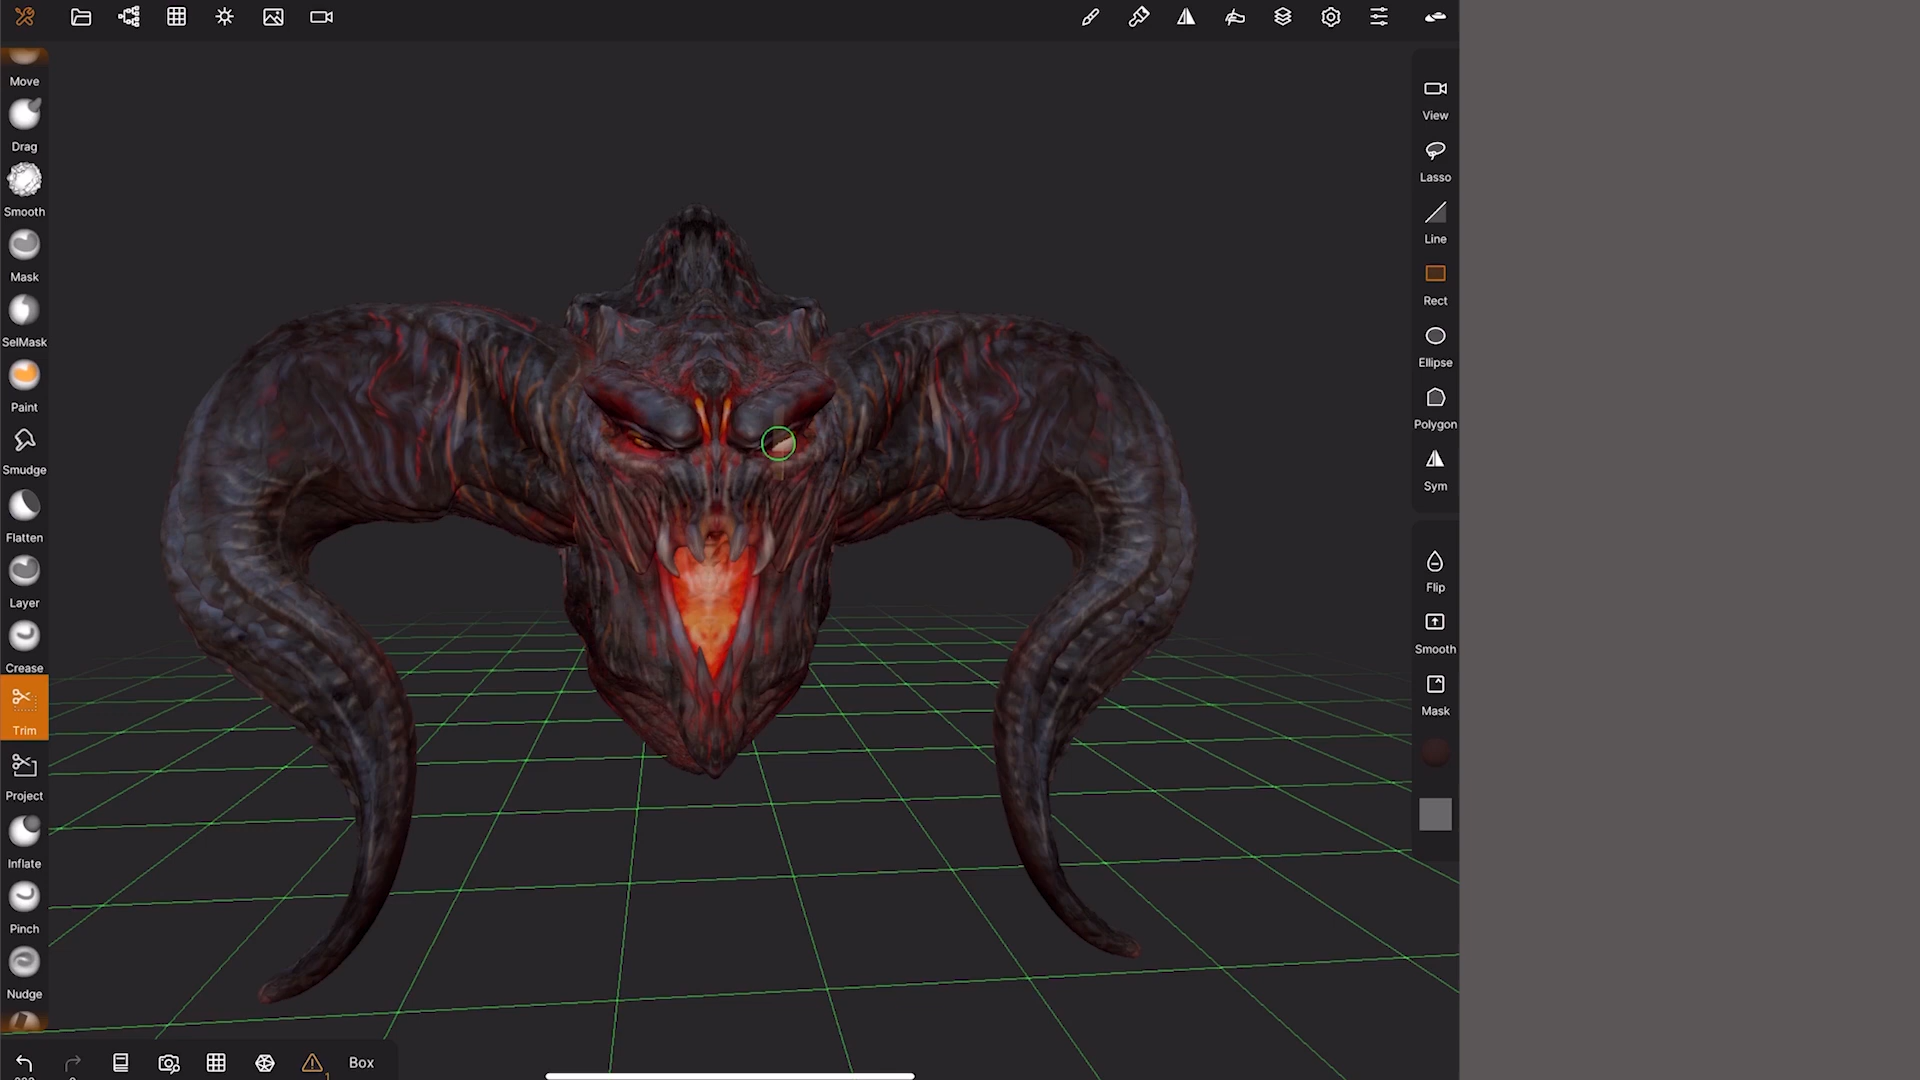 Move
Drag
Smooth
Mask
SelMask
Paint
Smudge
Flatten
Layer
Crease
Trim
Project
Inflate
Pinch
Nudge
View
Lasso
Line
Rect
Ellipse
Polygon
Sym
Flip
Smooth
Mask
Box